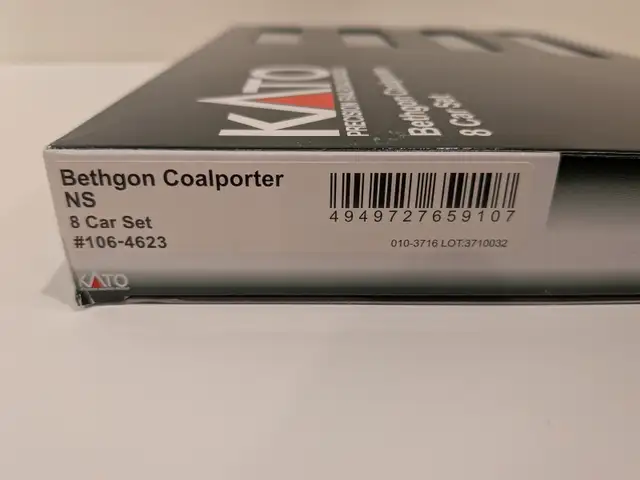 KATO
PRECISION RAILROAD MODELS
Bethgon Coalporter
8 Car Set
Bethgon Coalporter
NS
8 Car Set
#106-4623
4949727659107
010-3716 LOT:3710032
KATO